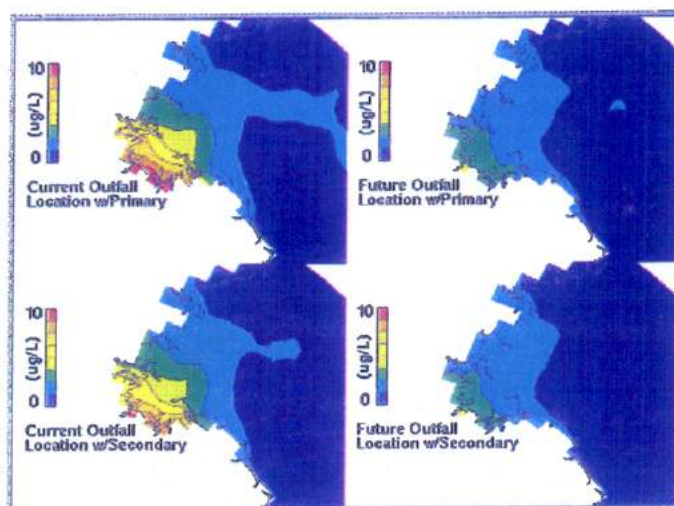 10
(ug/L)
0
Current Outfall
Location w/Primary
10
(ug/L)
0
Future Outfall
Location w/Primary
10
(ug/L)
0
Current Outfall
Location w/Secondary
10
(ug/L)
0
Future Outfall
Location w/Secondary